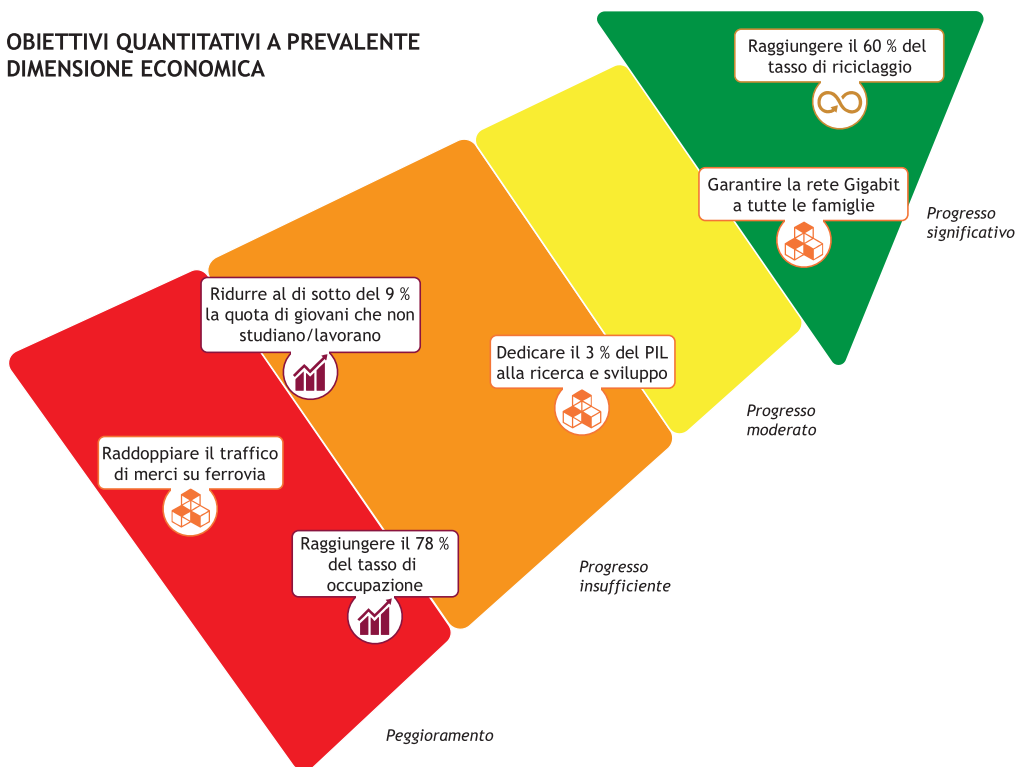 OBIETTIVI QUANTITATIVI A PREVALENTE
DIMENSIONE ECONOMICA
Raggiungere il 60 % del
tasso di riciclaggio
Garantire la rete Gigabit
a tutte le famiglie
Progresso
significativo
Ridurre al di sotto del 9 %
la quota di giovani che non
studiano/lavorano
Dedicare il 3 % del PIL
alla ricerca e sviluppo
Progresso
moderato
Raddoppiare il traffico
di merci su ferrovia
Raggiungere il 78 %
del tasso di
occupazione
Progresso
insufficiente
Peggioramento